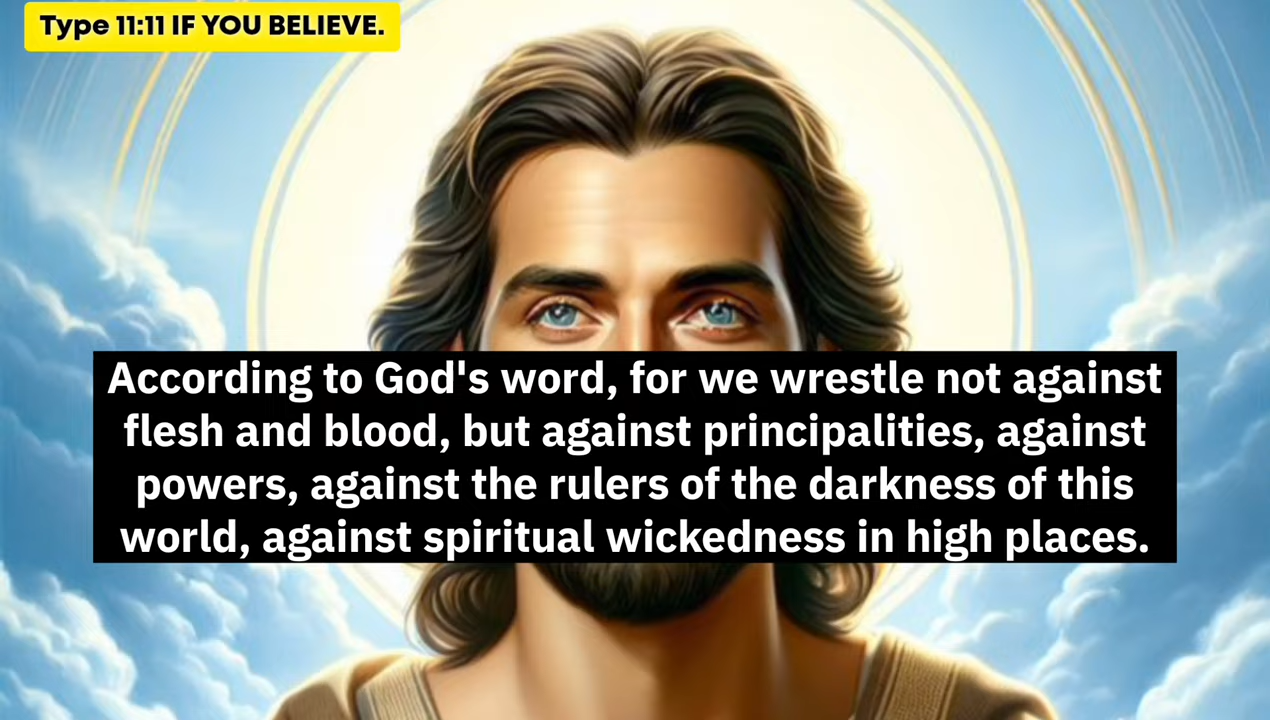 Type 11:11 IF YOU BELIEVE.
According to God's word, for we wrestle not against
flesh and blood, but against principalities, against
powers, against the rulers of the darkness of this
world, against spiritual wickedness in high places.